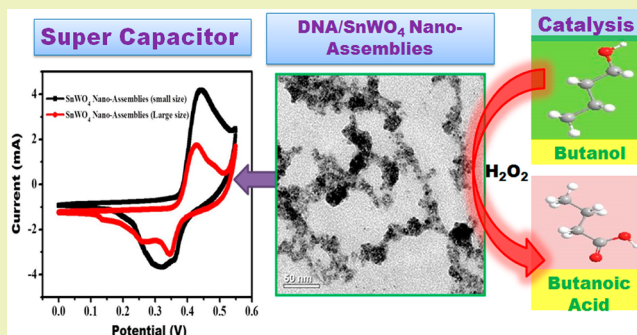 Super Capacitor
DNA/SnWO₄ Nano-
Assemblies
Catalysis
SnWO₄ Nano-Assemblies (small size)
SnWO₄ Nano-Assemblies (Large size)
Current (mA)
4
2
0
-2
-4
0.0 0.1 0.2 0.3 0.4 0.5 0.6
Potential (V)
50 nm
H₂O₂
Butanol
Butanoic
Acid